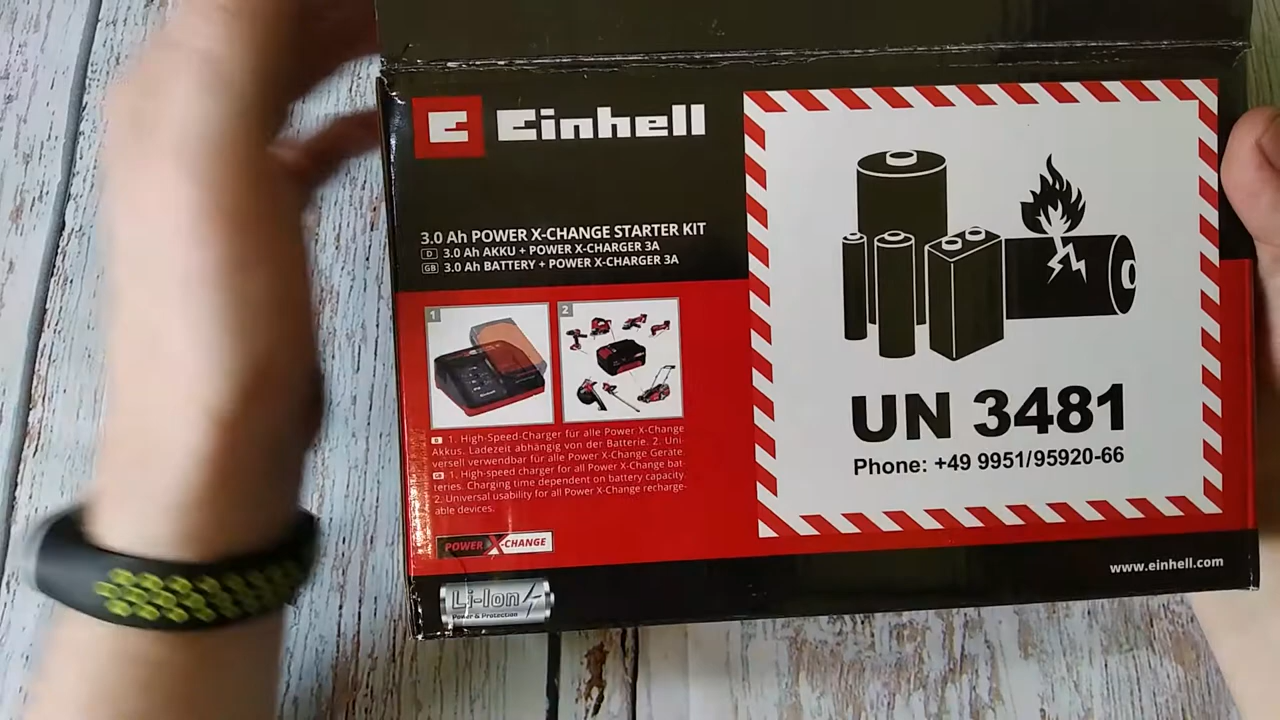 Einhell
3.0 Ah POWER X-CHANGE STARTER KIT
D 3.0 Ah AKKU + POWER X-CHARGER 3A
GB 3.0 Ah BATTERY + POWER X-CHARGER 3A
1
2
1. High-Speed-Charger für alle Power X-Change
Akkus. Ladezeit abhängig von der Batterie. 2. Uni-
versell verwendbar für alle Power X-Change Geräte.
1. High-speed charger for all Power X-Change bat-
teries. Charging time dependent on battery capacity.
2. Universal usability for all Power X-Change recharge-
able devices.
POWER X-CHANGE
Li-Ion
Power & Protection
UN 3481
Phone: +49 9951/95920-66
www.einhell.com